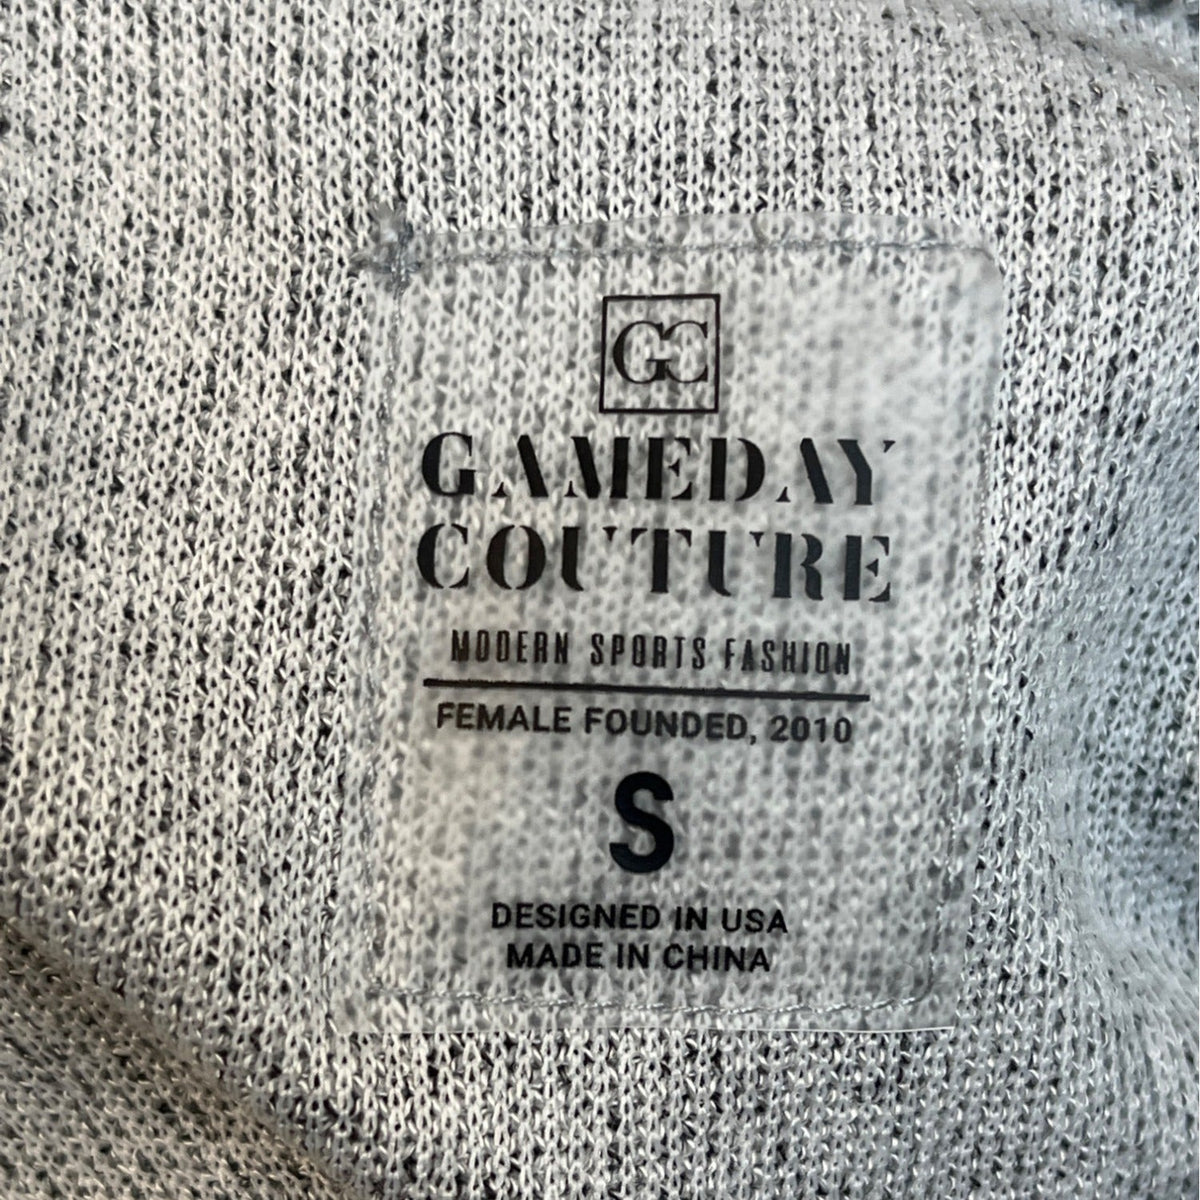 GC
GAMEDAY
COUTURE
MODERN SPORTS FASHION
FEMALE FOUNDED, 2010
S
DESIGNED IN USA
MADE IN CHINA